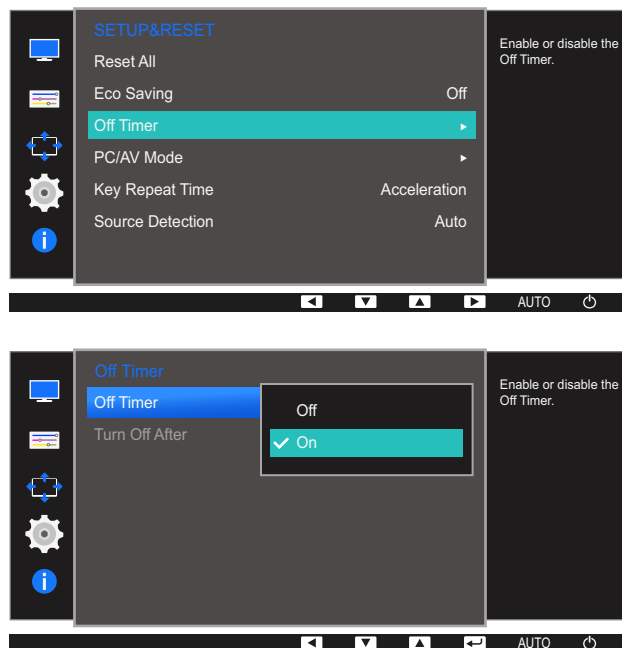 SETUP&RESET
Reset All
Eco Saving Off
Off Timer
PC/AV Mode
Key Repeat Time Acceleration
Source Detection Auto
Enable or disable the
Off Timer.
AUTO
Off Timer
Off Timer
Turn Off After
Off
On
Enable or disable the
Off Timer.
AUTO